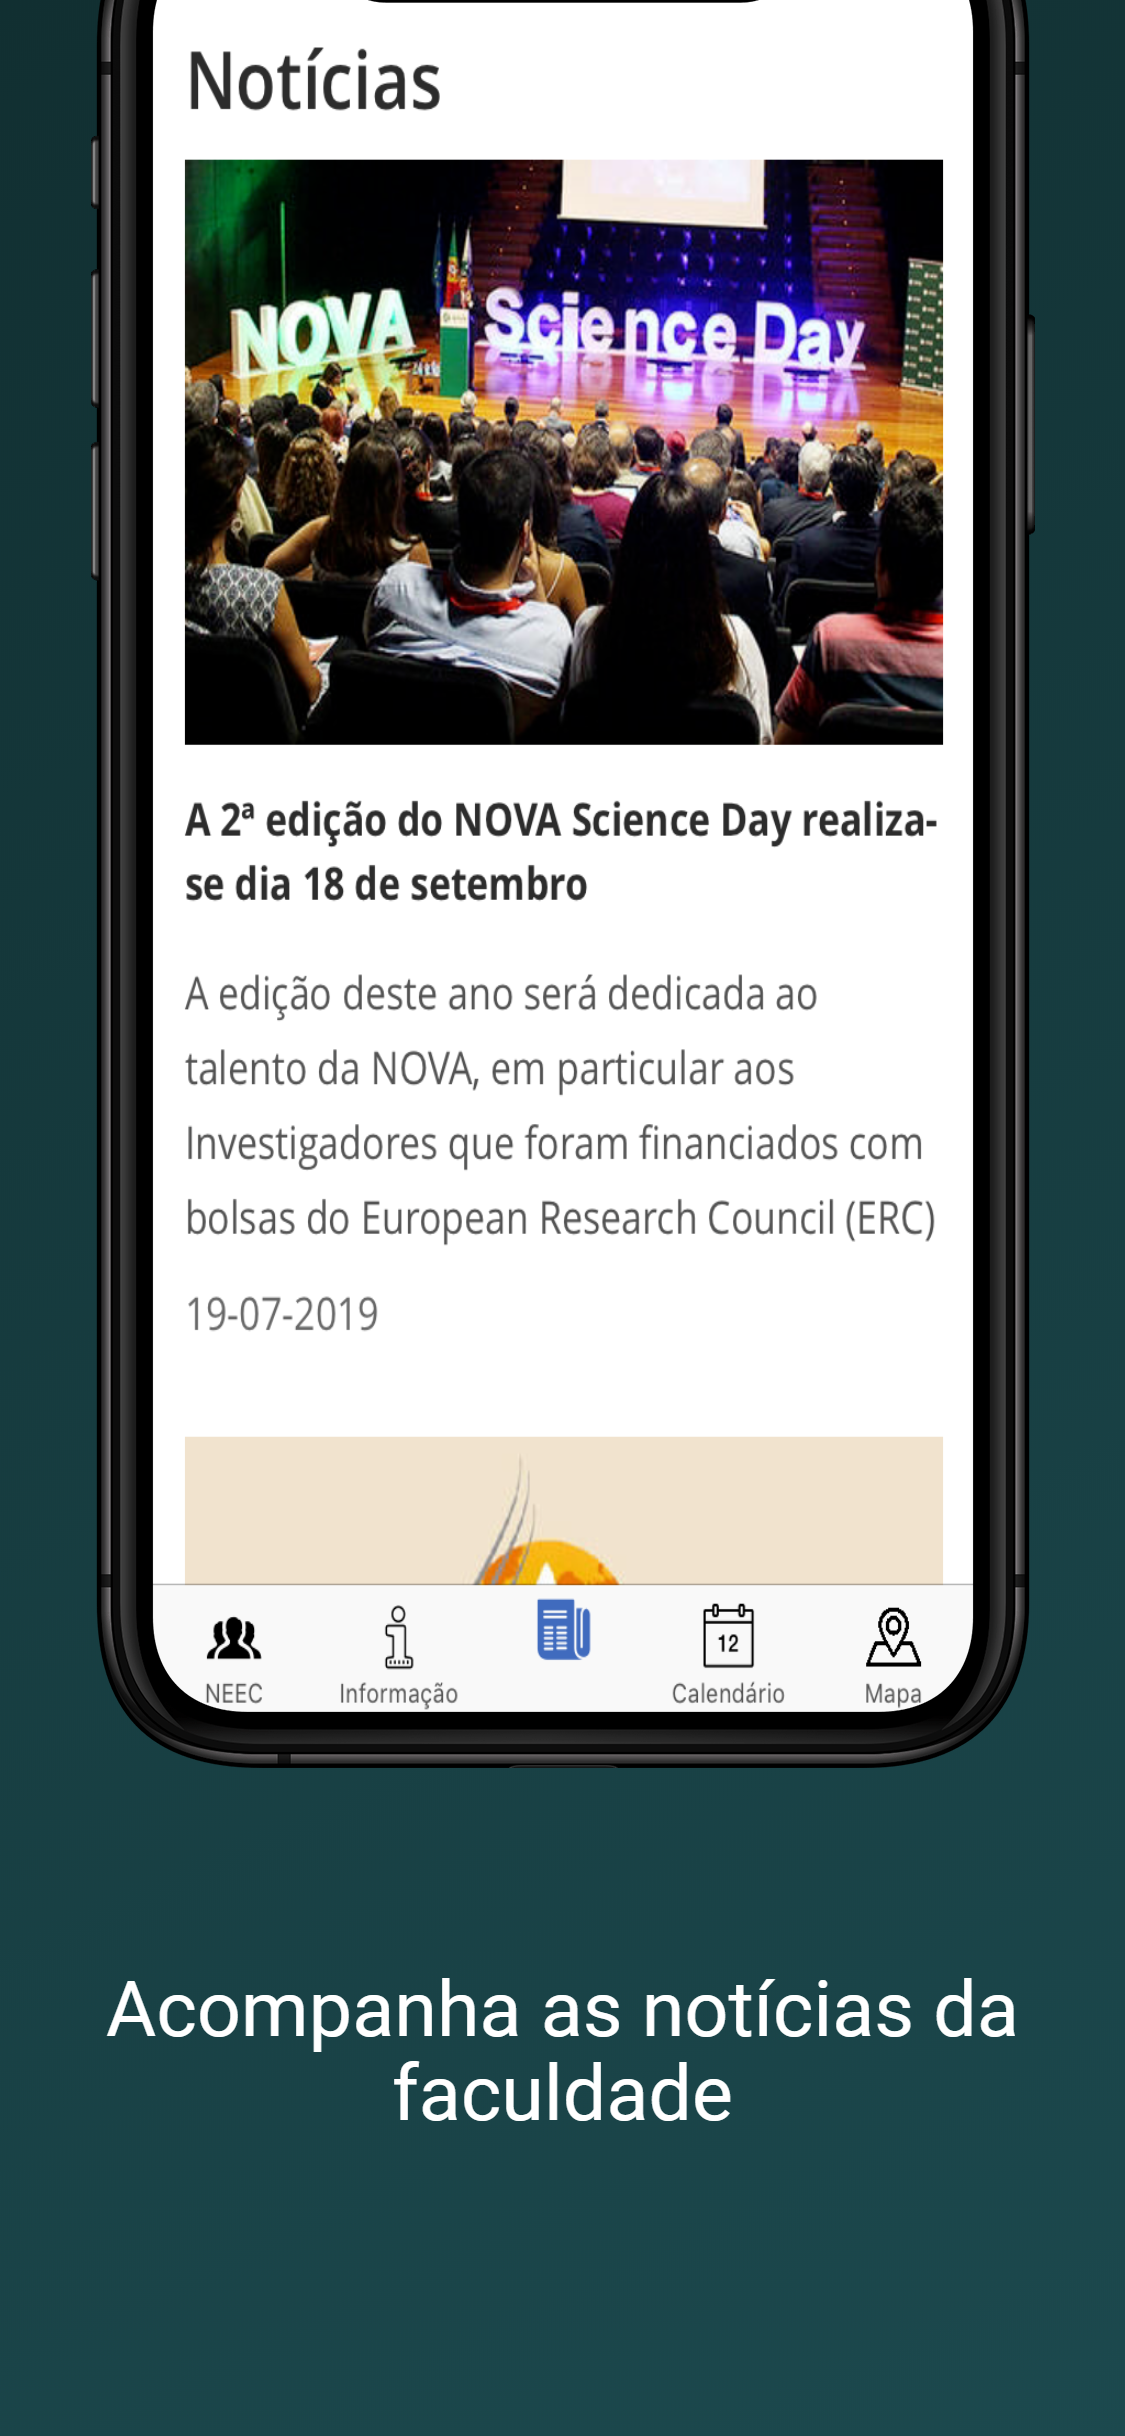 Notícias
NOVA Science Day
A 2ª edição do NOVA Science Day realiza-
se dia 18 de setembro
A edição deste ano será dedicada ao
talento da NOVA, em particular aos
Investigadores que foram financiados com
bolsas do European Research Council (ERC)
19-07-2019
12
NEEC Informação Calendário Mapa
Acompanha as notícias da
faculdade